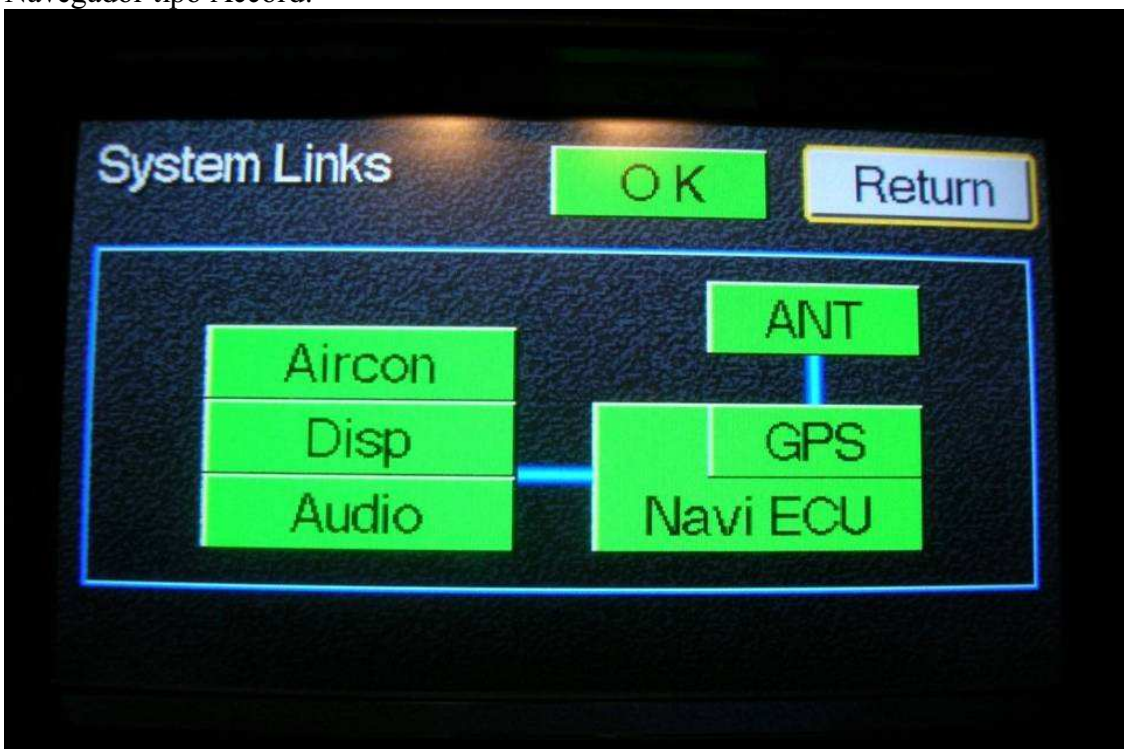 Navegador tipo Accord.
System Links
OK
Return
ANT
Aircon
Disp
Audio
GPS
Navi ECU